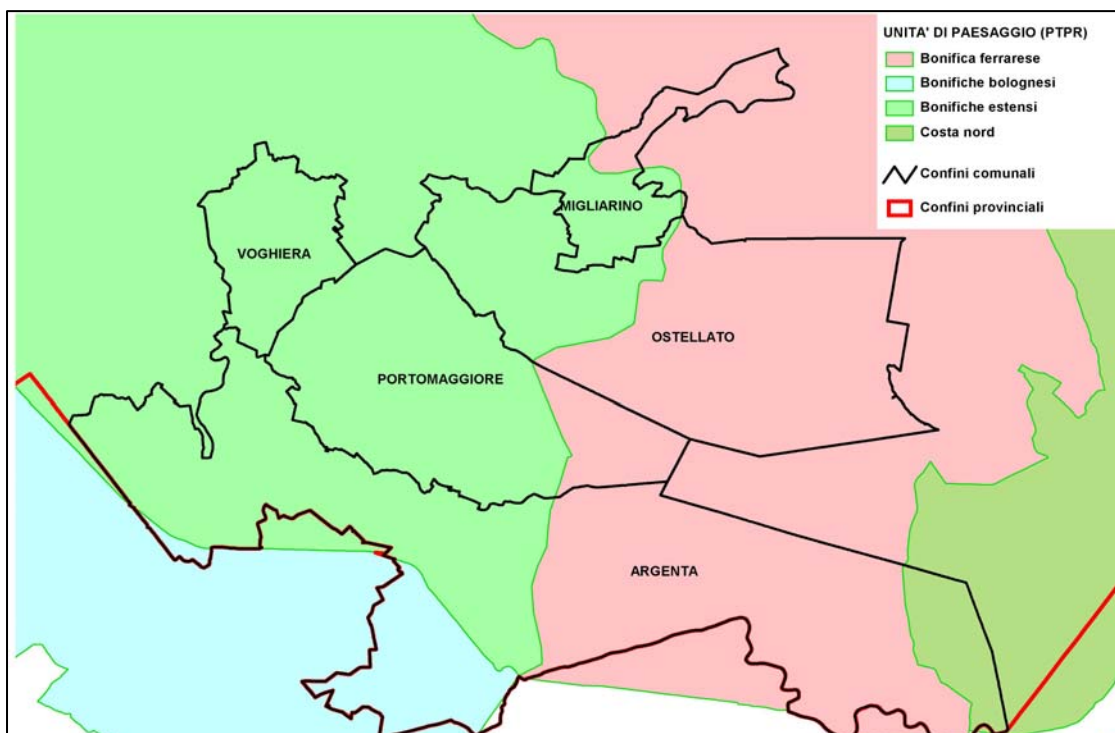 UNITA' DI PAESAGGIO (PTPR)
Bonifica ferrarese
Bonifiche bolognesi
Bonifiche estensi
Costa nord
Confini comunali
Confini provinciali
MIGLIARINO
VOGHIERA
OSTELLATO
PORTOMAGGIORE
ARGENTA